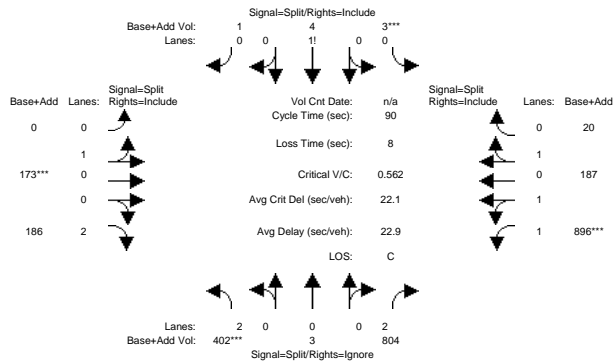 Signal=Split/Rights=Include
Base+Add Vol: 1 4 3***
Lanes: 0 0 1! 0 0
Signal=Split Signal=Split
Base+Add Lanes: Rights=Include Vol Cnt Date: n/a Rights=Include Lanes: Base+Add
Cycle Time (sec): 90
0 0 0 20
Loss Time (sec): 8
1 1
173*** 0 Critical V/C: 0.562 0 187
0 Avg Crit Del (sec/veh): 22.1 1
186 2 Avg Delay (sec/veh): 22.9 1 896***
LOS: C
Lanes: 2 0 0 0 2
Base+Add Vol: 402*** 3 804
Signal=Split/Rights=Ignore